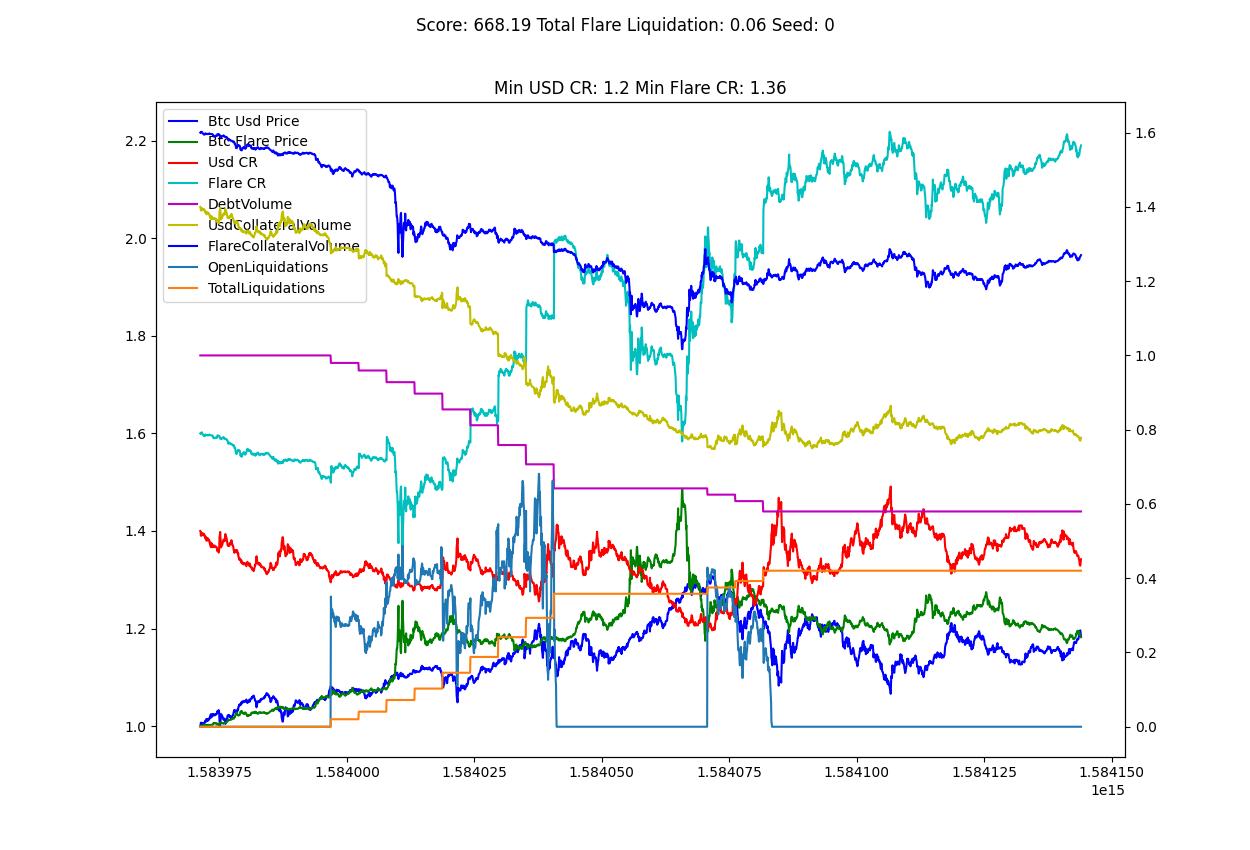 Score: 668.19 Total Flare Liquidation: 0.06 Seed: 0
Min USD CR: 1.2 Min Flare CR: 1.36
Btc Usd Price
Btc Flare Price
Usd CR
Flare CR
DebtVolume
UsdCollateralVolume
FlareCollateralVolume
OpenLiquidations
TotalLiquidations
2.2
2.0
1.8
1.6
1.4
1.2
1.0
1.6
1.4
1.2
1.0
0.8
0.6
0.4
0.2
0.0
1.583975
1.584000
1.584025
1.584050
1.584075
1.584100
1.584125
1.584150
1e15